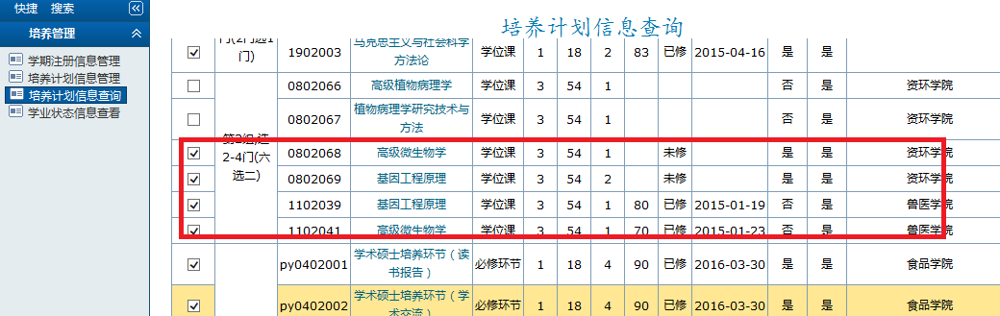 快捷 搜索
培养管理
学期注册信息管理
培养计划信息管理
培养计划信息查询
学业状态信息查看
培养计划信息查询
门(2门选1门) 1902003 马克思主义与社会科学方法论 学位课 1 18 2 83 已修 2015-04-16 是 是
0802066 高级植物病理学 学位课 3 54 1 否 是 资环学院
0802067 植物病理学研究技术与方法 学位课 3 54 1 否 是 资环学院
第2组,选2-4门(六选二)
0802068 高级微生物学 学位课 3 54 1 未修 是 是 资环学院
0802069 基因工程原理 学位课 3 54 2 未修 是 是 资环学院
1102039 基因工程原理 学位课 3 54 1 80 已修 2015-01-19 否 是 兽医学院
1102041 高级微生物学 学位课 3 54 1 70 已修 2015-01-23 否 是 兽医学院
py0402001 学术硕士培养环节（读书报告） 必修环节 1 18 4 90 已修 2016-03-30 是 是 食品学院
py0402002 学术硕士培养环节（学术交流） 必修环节 1 18 4 90 已修 2016-03-30 是 是 食品学院